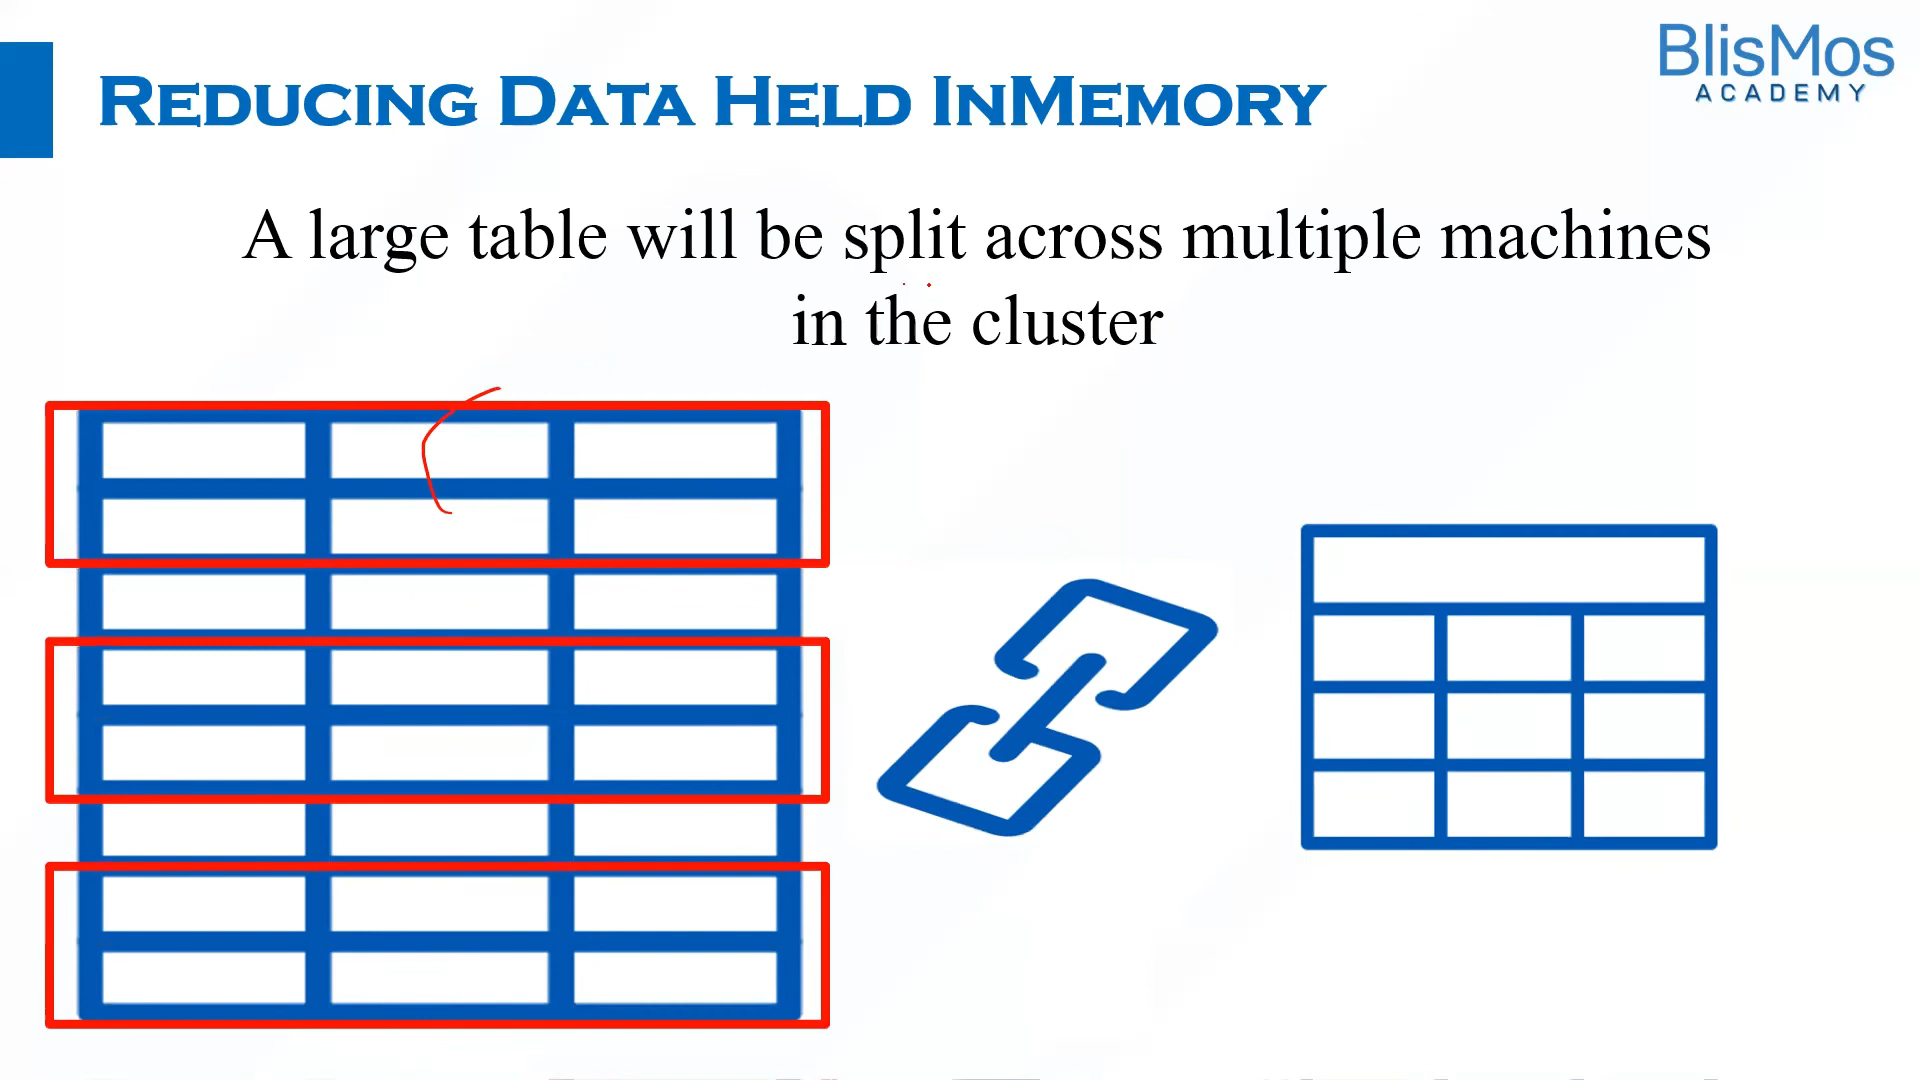 BlisMos
ACADEMY
REDUCING DATA HELD INMEMORY
A large table will be split across multiple machines
in the cluster